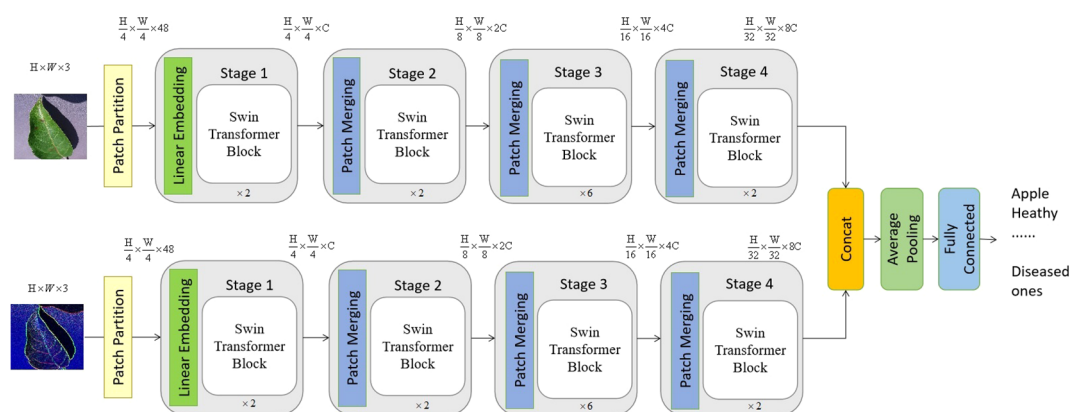 H/4 × W/4 × 48
H/4 × W/4 × C
H/8 × W/8 × 2C
H/16 × W/16 × 4C
H/32 × W/32 × 8C
H×W×3
Patch Partition
Linear Embedding
Stage 1
Swin
Transformer
Block
×2
Patch Merging
Stage 2
Swin
Transformer
Block
×2
Patch Merging
Stage 3
Swin
Transformer
Block
×6
Patch Merging
Stage 4
Swin
Transformer
Block
×2
Concat
Average
Pooling
Fully
Connected
Apple
Heathy
......
Diseased
ones
H/4 × W/4 × 48
H/4 × W/4 × C
H/8 × W/8 × 2C
H/16 × W/16 × 4C
H/32 × W/32 × 8C
H×W×3
Patch Partition
Linear Embedding
Stage 1
Swin
Transformer
Block
×2
Patch Merging
Stage 2
Swin
Transformer
Block
×2
Patch Merging
Stage 3
Swin
Transformer
Block
×6
Patch Merging
Stage 4
Swin
Transformer
Block
×2